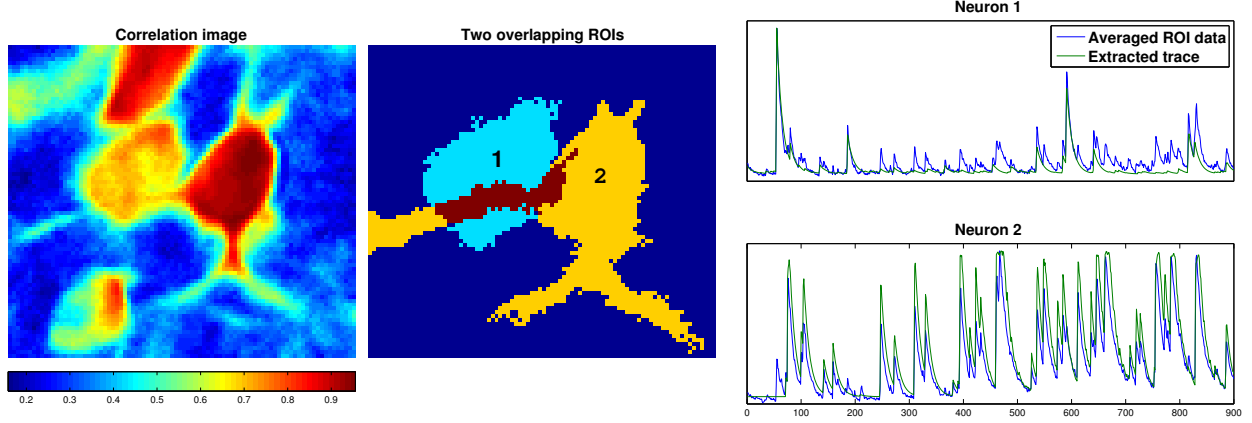 Correlation image
Two overlapping ROIs
1
2
0.2 0.3 0.4 0.5 0.6 0.7 0.8 0.9
Neuron 1
Averaged ROI data
Extracted trace
Neuron 2
0 100 200 300 400 500 600 700 800 900